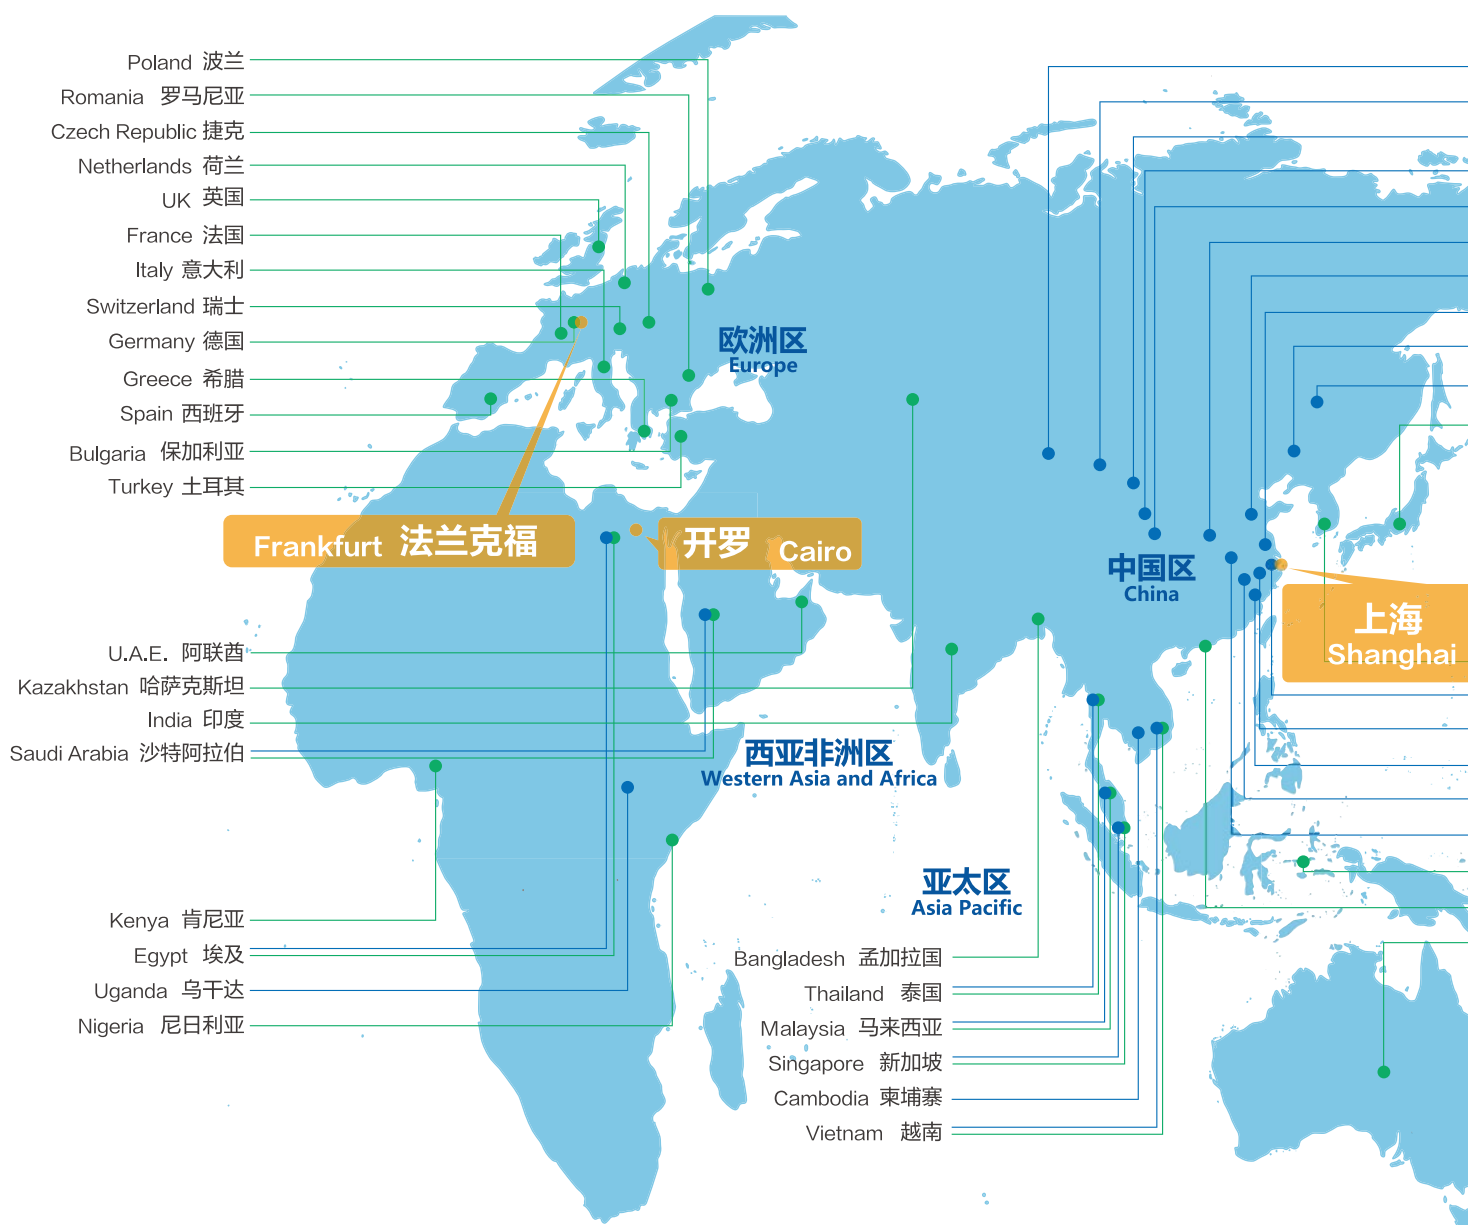 Poland 波兰
Romania 罗马尼亚
Czech Republic 捷克
Netherlands 荷兰
UK 英国
France 法国
Italy 意大利
Switzerland 瑞士
Germany 德国
Greece 希腊
Spain 西班牙
Bulgaria 保加利亚
Turkey 土耳其
欧洲区
Europe
Frankfurt 法兰克福
开罗 Cairo
中国区
China
上海
Shanghai
U.A.E. 阿联酋
Kazakhstan 哈萨克斯坦
India 印度
Saudi Arabia 沙特阿拉伯
西亚非洲区
Western Asia and Africa
Kenya 肯尼亚
Egypt 埃及
Uganda 乌干达
Nigeria 尼日利亚
亚太区
Asia Pacific
Bangladesh 孟加拉国
Thailand 泰国
Malaysia 马来西亚
Singapore 新加坡
Cambodia 柬埔寨
Vietnam 越南